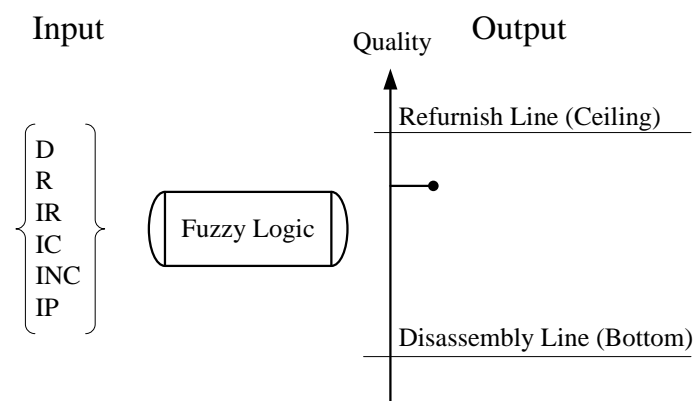 Input
Output
Quality
Refurnish Line (Ceiling)
D
R
IR
IC
INC
IP
Fuzzy Logic
Disassembly Line (Bottom)